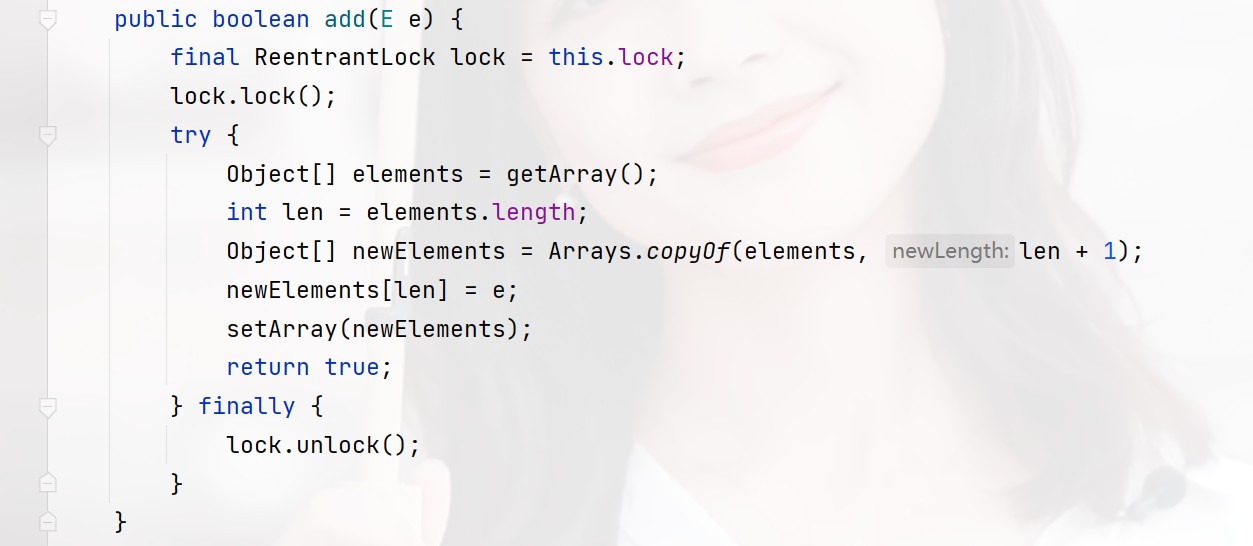 public boolean add(E e) {
    final ReentrantLock lock = this.lock;
    lock.lock();
    try {
        Object[] elements = getArray();
        int len = elements.length;
        Object[] newElements = Arrays.copyOf(elements, newLength: len + 1);
        newElements[len] = e;
        setArray(newElements);
        return true;
    } finally {
        lock.unlock();
    }
}